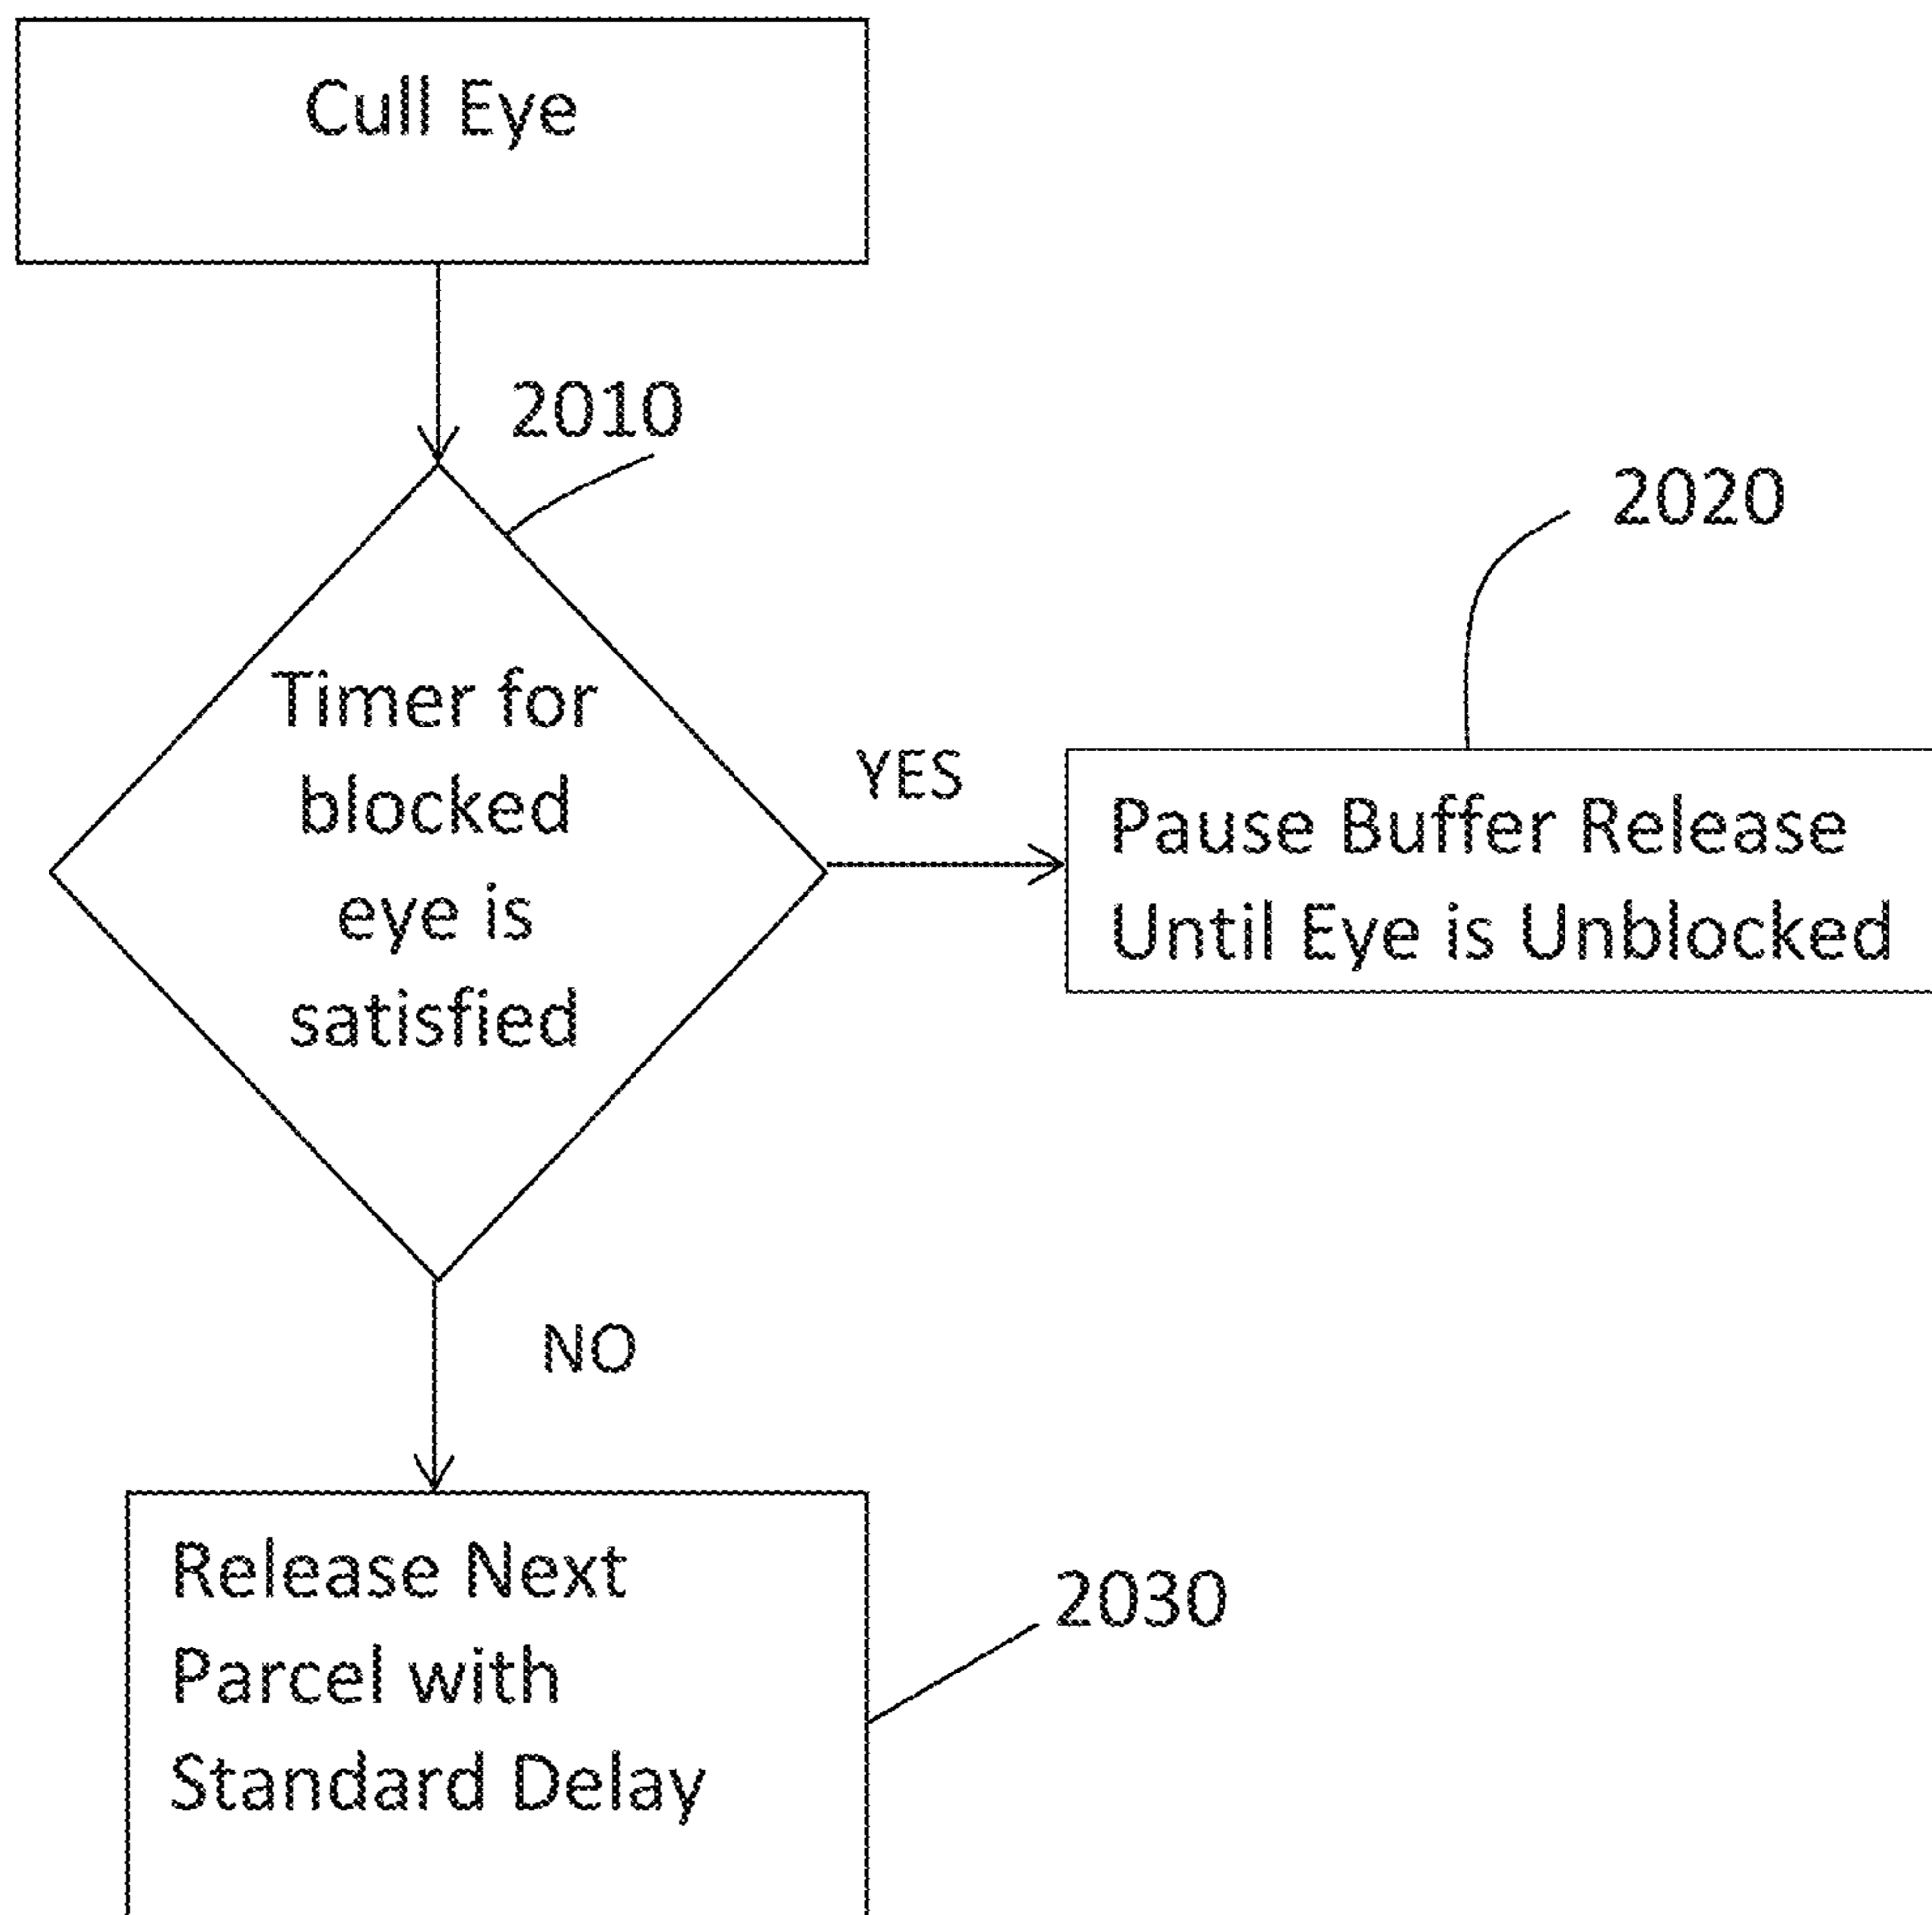 Cull Eye
2010
2020
Timer for
blocked
eye is
satisfied
YES
Pause Buffer Release
Until Eye is Unblocked
NO
Release Next
Parcel with
Standard Delay
2030